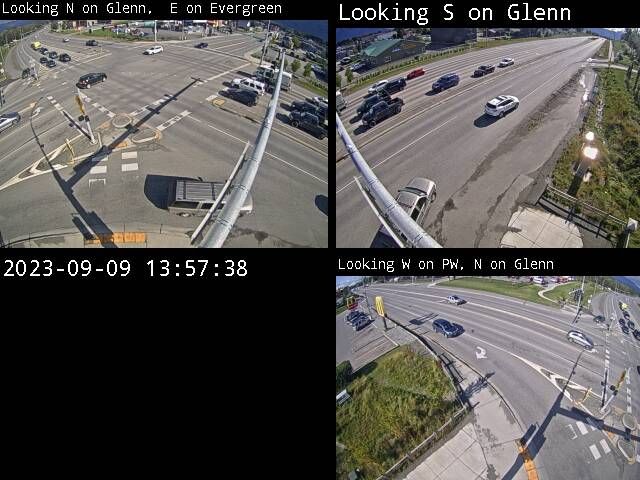 Looking N on Glenn,  E on Evergreen
Looking S on Glenn
2023-09-09 13:57:38
Looking W on PW, N on Glenn